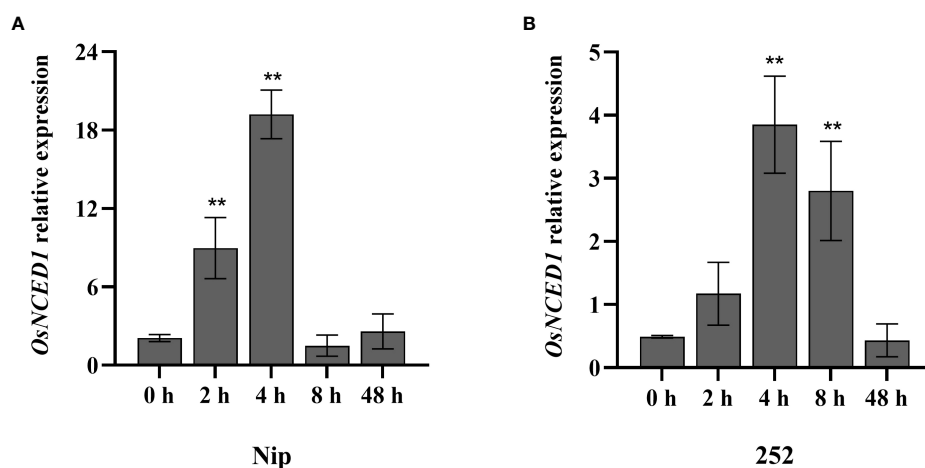 A
OsNCED1 relative expression
24
18
12
6
0
**
**
0 h 2 h 4 h 8 h 48 h
Nip
B
OsNCED1 relative expression
5
4
3
2
1
0
**
**
0 h 2 h 4 h 8 h 48 h
252